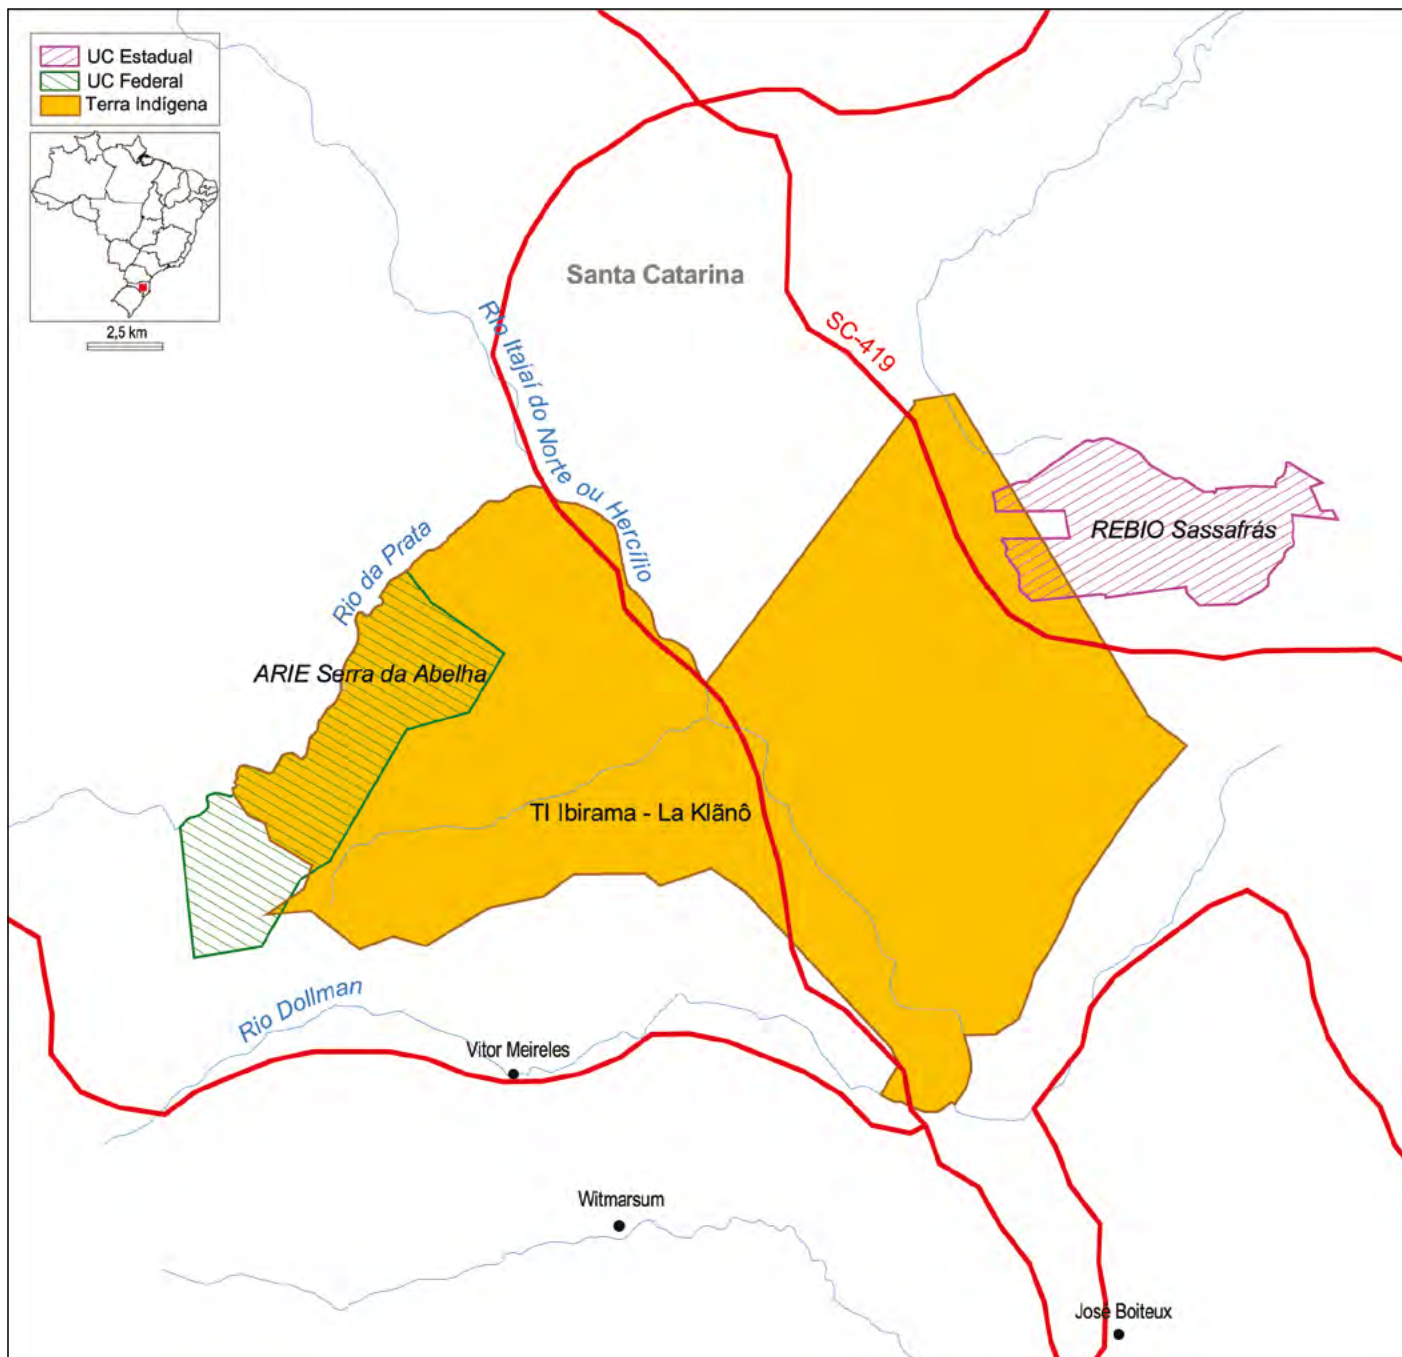 UC Estadual
UC Federal
Terra Indígena
2,5 km
Santa Catarina
SC-419
Rio Itajaí do Norte ou Hercílio
REBIO Sassafrás
Rio da Prata
ARIE Serra da Abelha
TI Ibirama - La Klãnô
Rio Dollman
Vitor Meireles
Witmarsum
José Boiteux